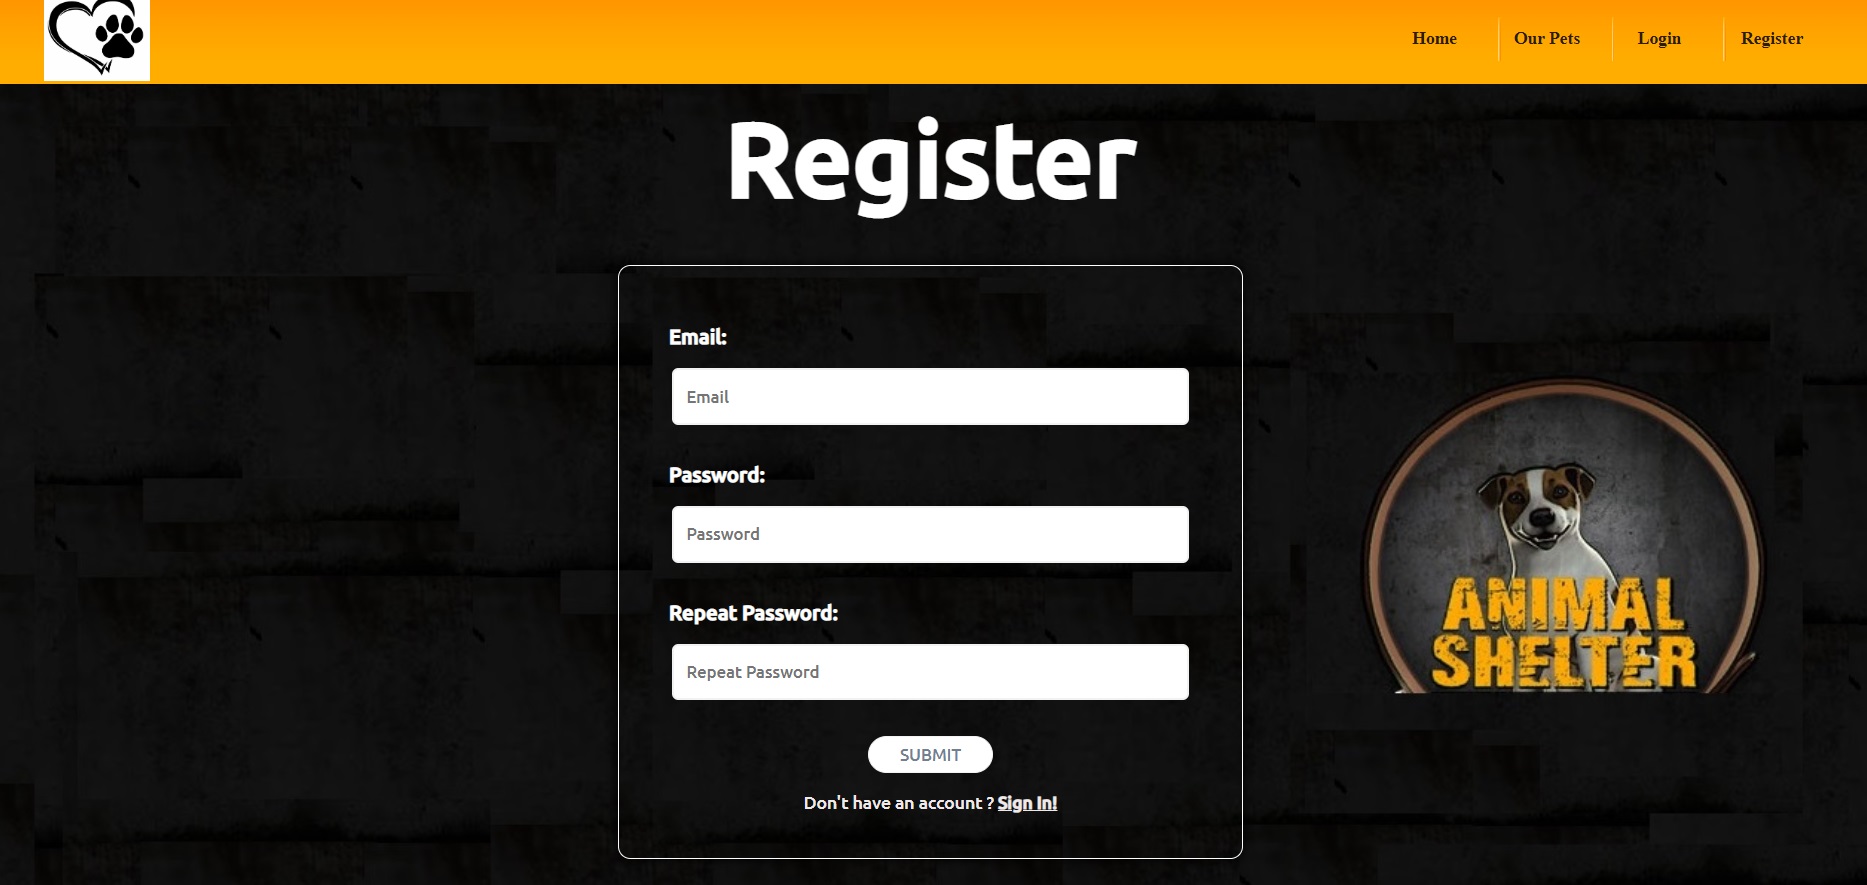 Home Our Pets Login Register
Register
Email:
Email
Password:
Password
Repeat Password:
Repeat Password
SUBMIT
Don't have an account ? Sign In!
ANIMAL
SHELTER